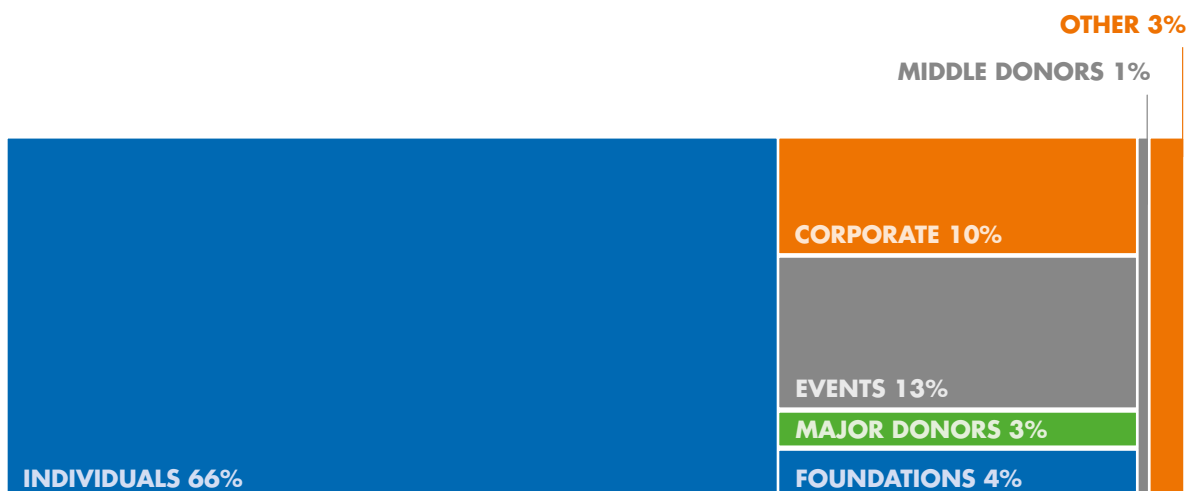 OTHER 3%
MIDDLE DONORS 1%
CORPORATE 10%
EVENTS 13%
MAJOR DONORS 3%
INDIVIDUALS 66%
FOUNDATIONS 4%